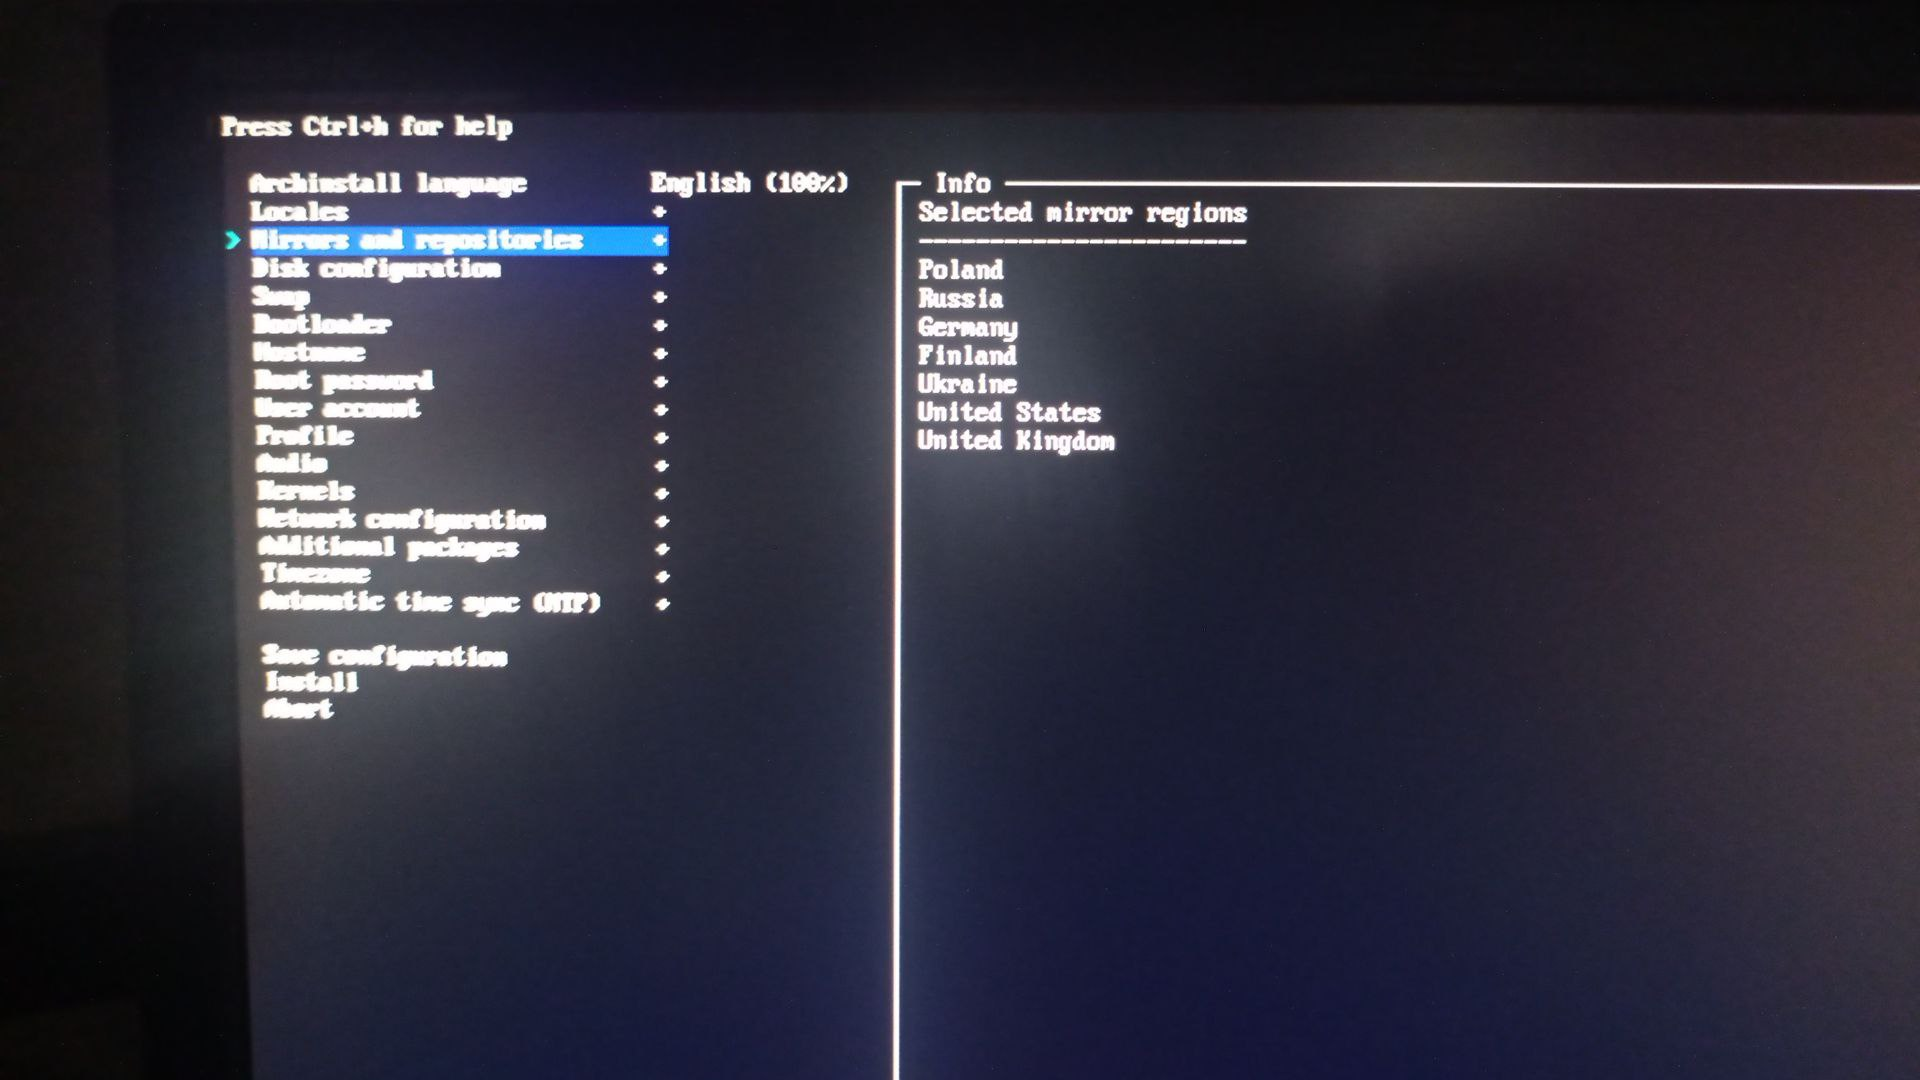 Press Ctrl+h for help
Archinstall language English (100%)
Locales +
> Mirrors and repositories +
Disk configuration +
Swap +
Bootloader +
Hostname +
Root password +
User account +
Profile +
Audio +
Kernels +
Network configuration +
Additional packages +
Timezone +
Automatic time sync (NTP) +
Save configuration
Install
Abort
Info
Selected mirror regions
-----------------------
Poland
Russia
Germany
Finland
Ukraine
United States
United Kingdom